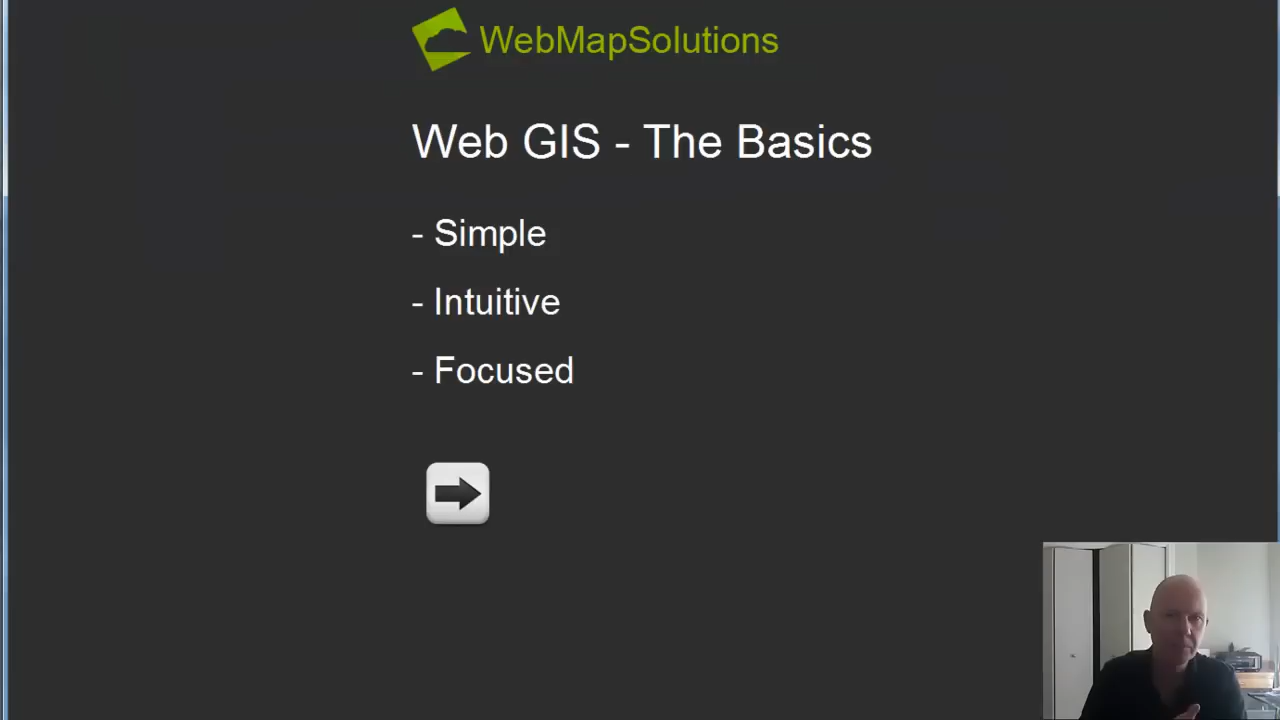 WebMapSolutions
Web GIS - The Basics
- Simple
- Intuitive
- Focused